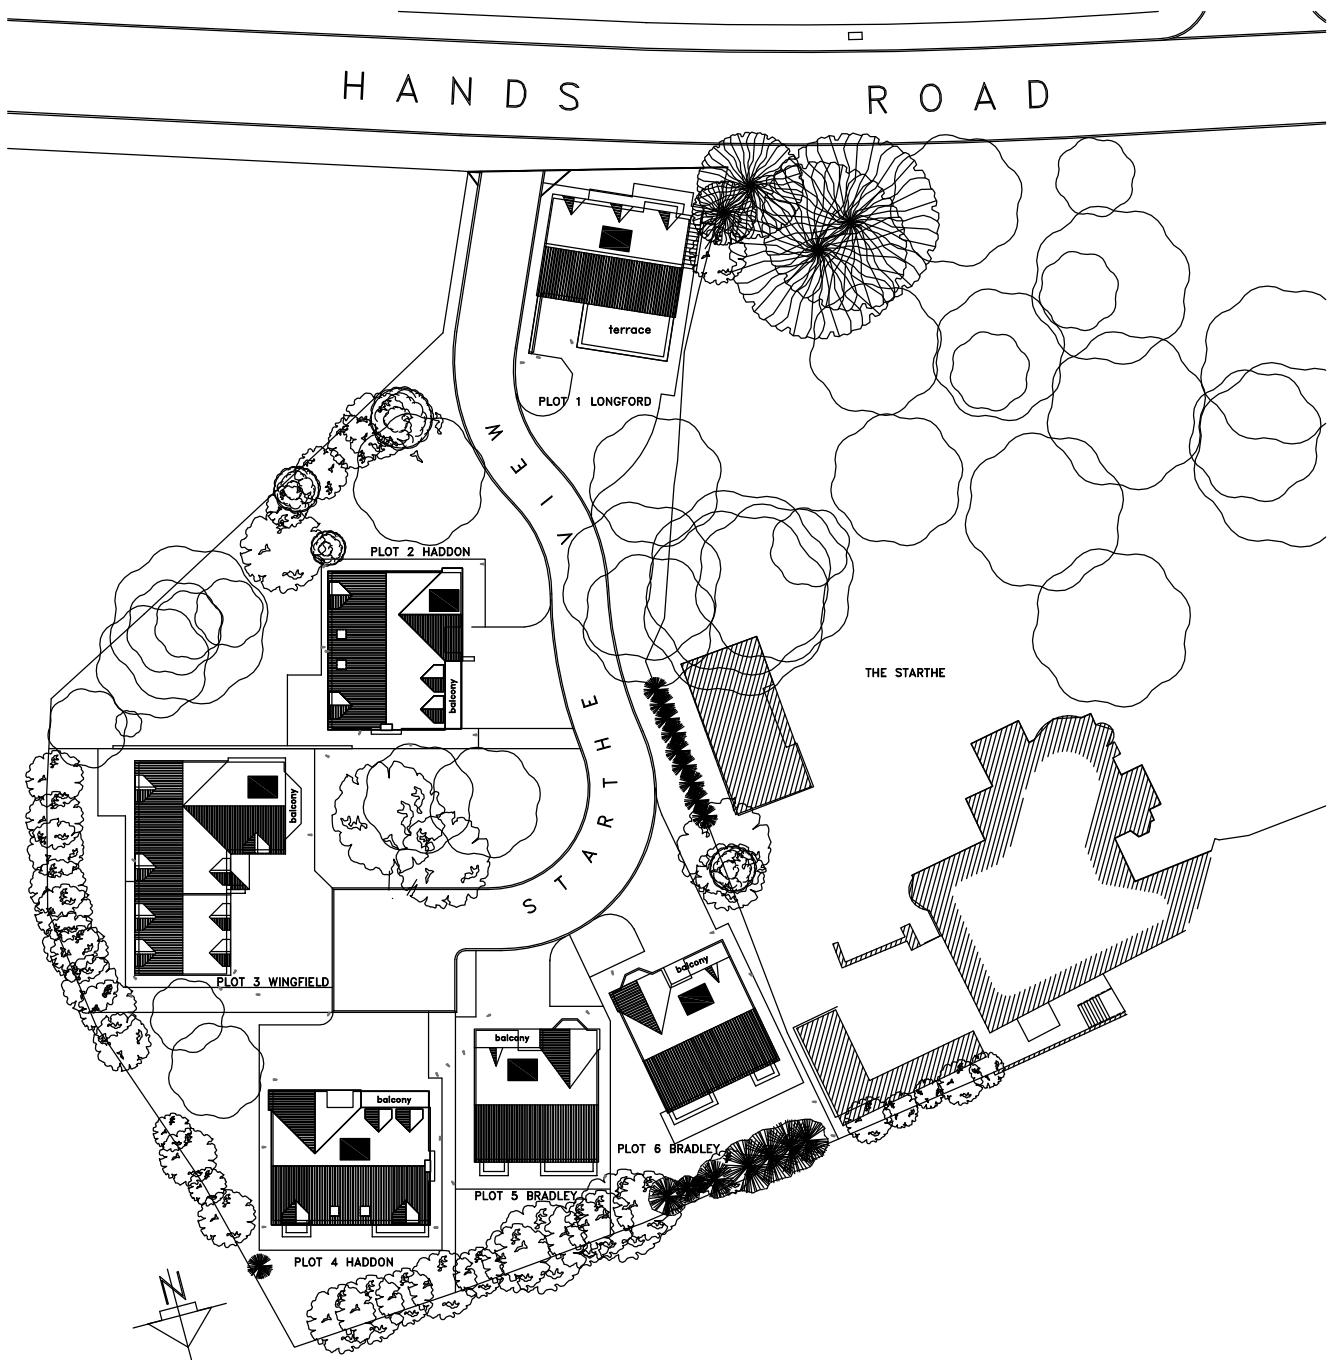 HANDS ROAD
terrace
PLOT 1 LONGFORD
STARTHE VIEW
PLOT 2 HADDON
balcony
THE STARTHE
balcony
PLOT 3 WINGFIELD
balcony
balcony
PLOT 6 BRADLEY
balcony
PLOT 5 BRADLEY
PLOT 4 HADDON
N